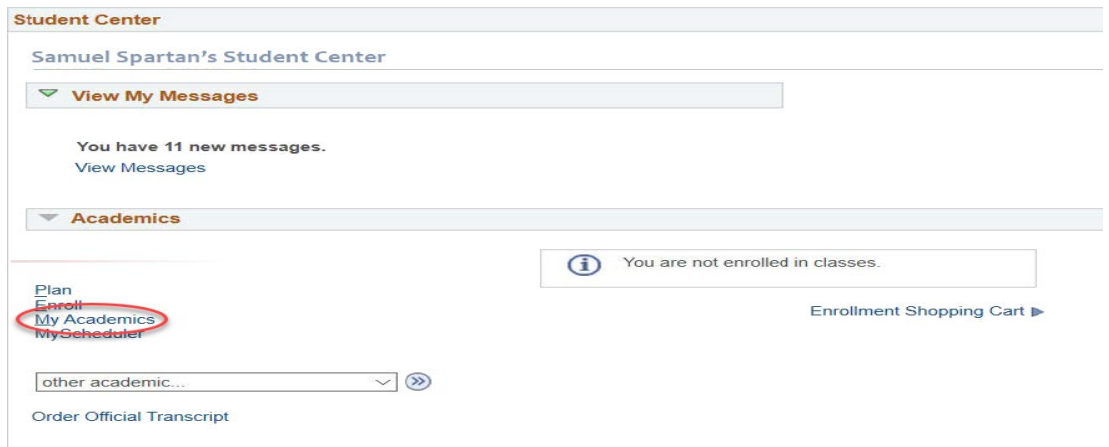 Student Center
Samuel Spartan's Student Center
View My Messages
You have 11 new messages.
View Messages
Academics
You are not enrolled in classes.
Plan
Enroll
My Academics
MyScheduler
Enrollment Shopping Cart
other academic...
Order Official Transcript